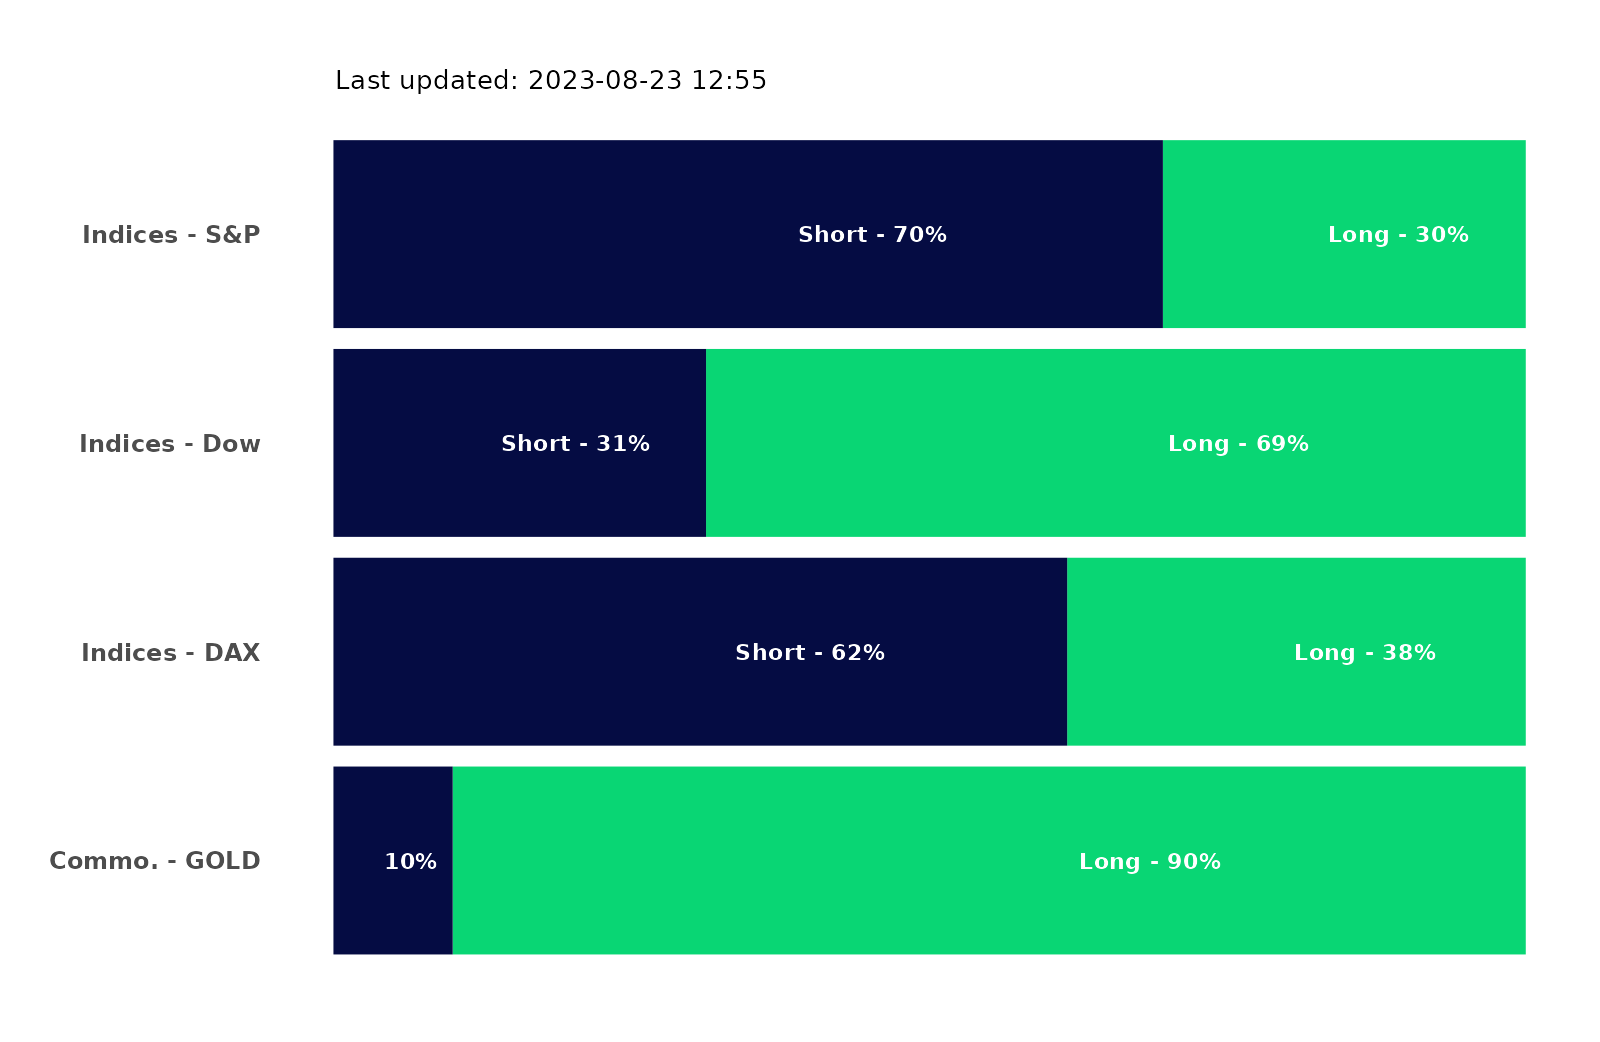 Last updated: 2023-08-23 12:55
Indices - S&P Short - 70% Long - 30%
Indices - Dow Short - 31% Long - 69%
Indices - DAX Short - 62% Long - 38%
Commo. - GOLD 10% Long - 90%